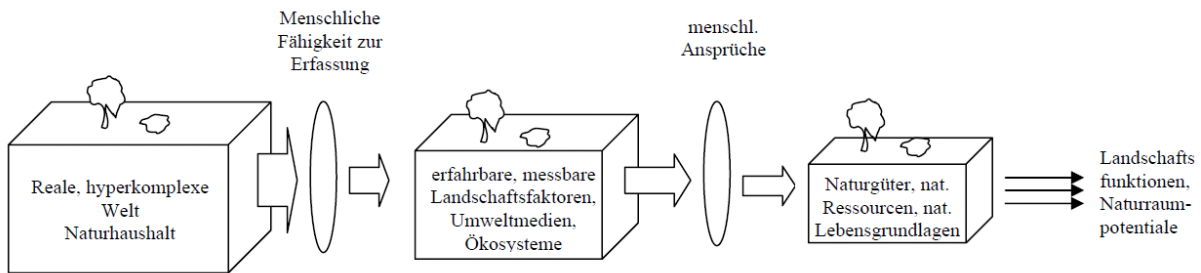 Menschliche
Fähigkeit zur
Erfassung
menschl.
Ansprüche
Reale, hyperkomplexe
Welt
Naturhaushalt
erfahrbare, messbare
Landschaftsfaktoren,
Umweltmedien,
Ökosysteme
Naturgüter, nat.
Ressourcen, nat.
Lebensgrundlagen
Landschafts
funktionen,
Naturraum-
potentiale